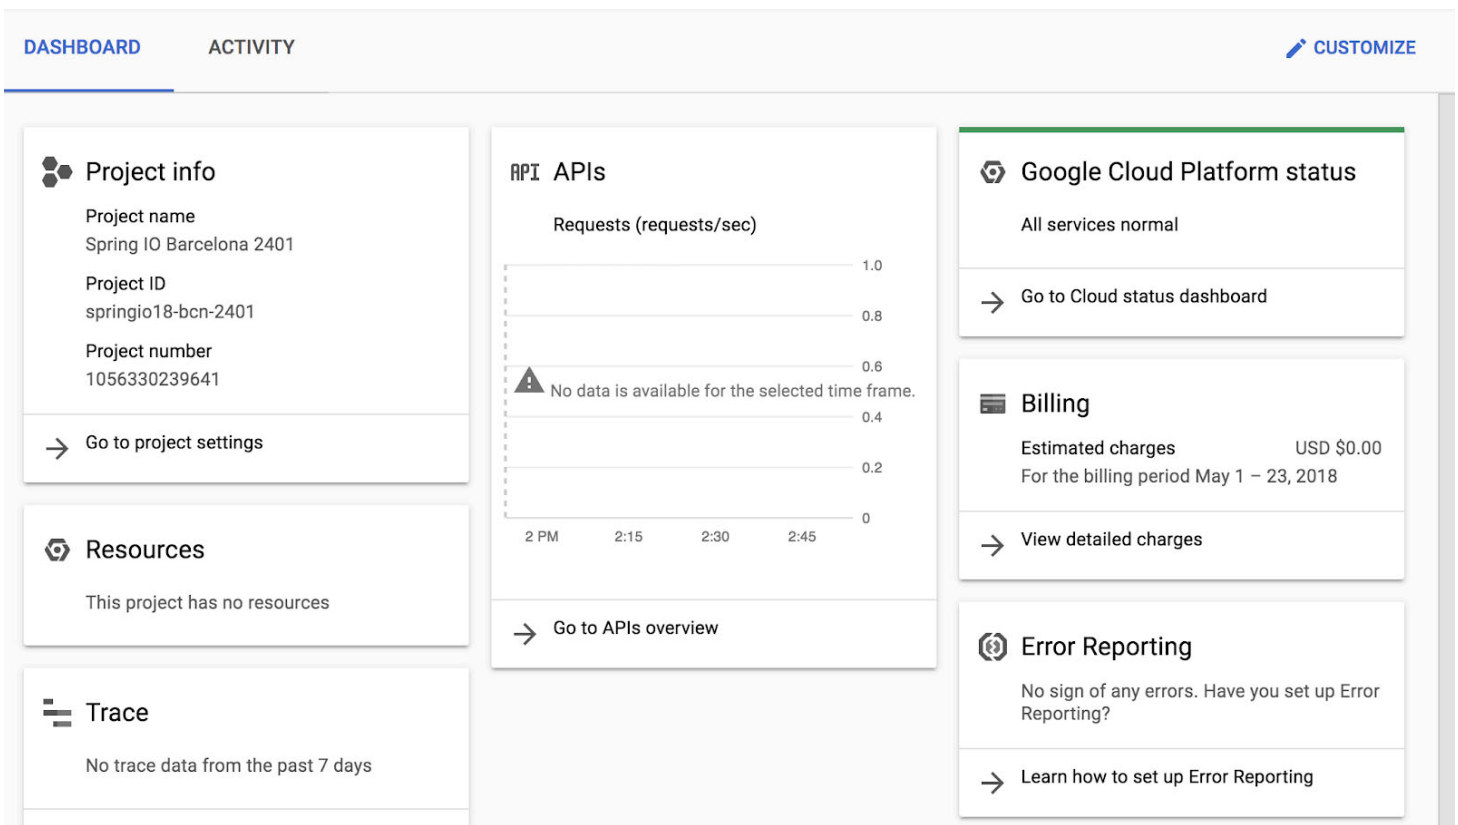 DASHBOARD
ACTIVITY
CUSTOMIZE
Project info
Project name
Spring IO Barcelona 2401
Project ID
springio18-bcn-2401
Project number
1056330239641
Go to project settings
Resources
This project has no resources
Trace
No trace data from the past 7 days
API APIs
Requests (requests/sec)
1.0
0.8
0.6
No data is available for the selected time frame.
0.4
0.2
0
2 PM 2:15 2:30 2:45
Go to APIs overview
Google Cloud Platform status
All services normal
Go to Cloud status dashboard
Billing
Estimated charges USD $0.00
For the billing period May 1 – 23, 2018
View detailed charges
Error Reporting
No sign of any errors. Have you set up Error
Reporting?
Learn how to set up Error Reporting